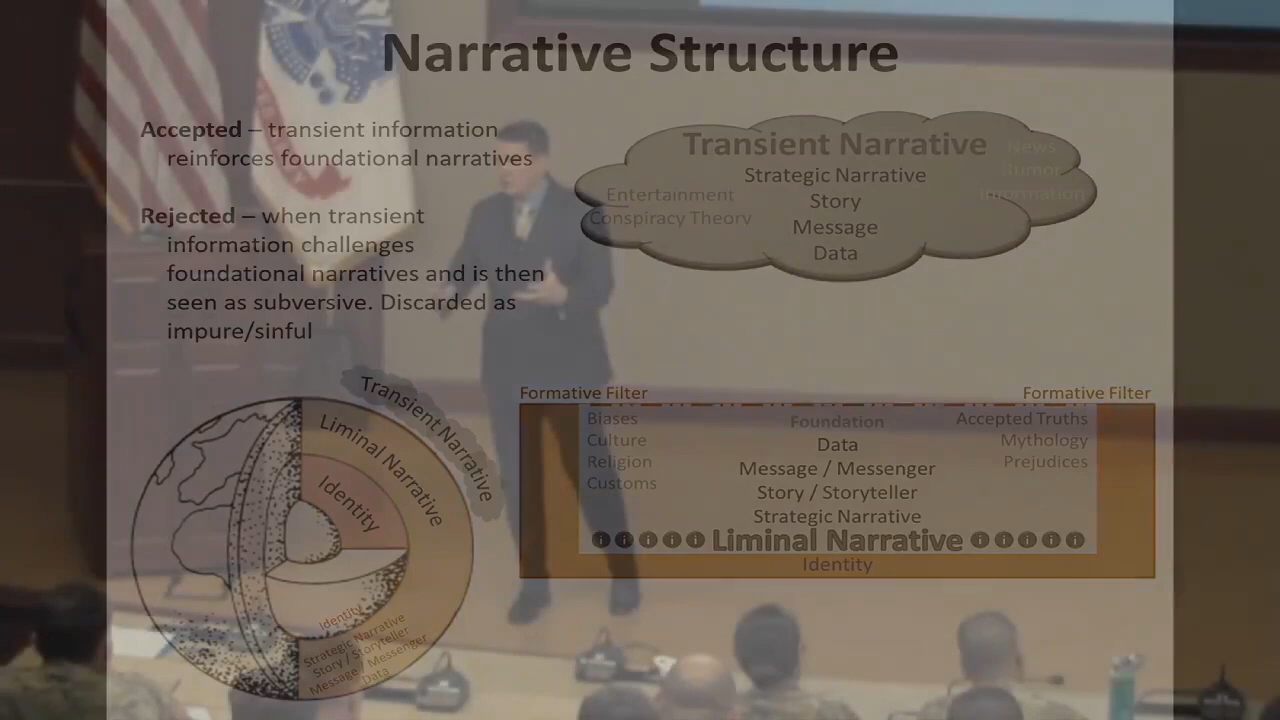 Narrative Structure
Accepted – transient information
reinforces foundational narratives
Rejected – when transient
information challenges
foundational narratives and is then
seen as subversive. Discarded as
impure/sinful
Transient Narrative
Strategic Narrative
Story
Message
Data
Entertainment
Conspiracy Theory
News
Rumor
Information
Transient Narrative
Liminal Narrative
Identity
Identity
Strategic Narrative
Story / Storyteller
Message / Messenger
Data
Formative Filter
Formative Filter
Biases
Culture
Religion
Customs
Foundation
Data
Message / Messenger
Story / Storyteller
Strategic Narrative
Accepted Truths
Mythology
Prejudices
Liminal Narrative
Identity